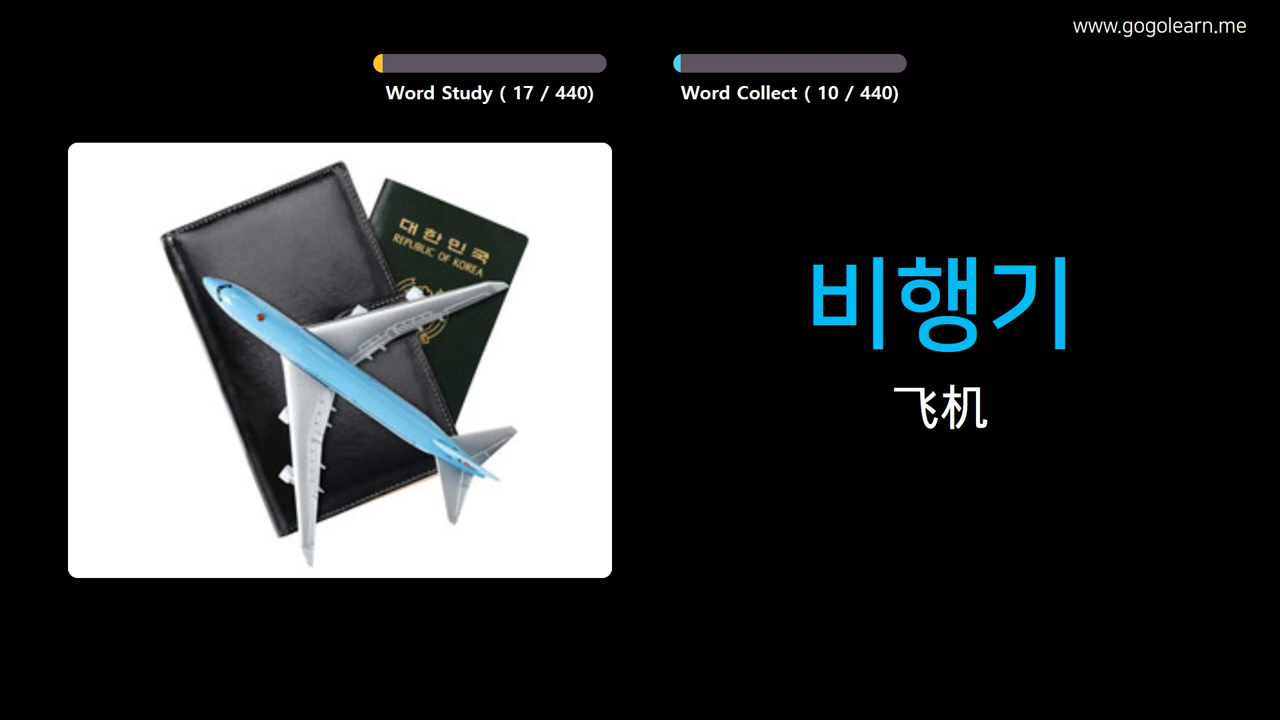 www.gogolearn.me
Word Study ( 17 / 440)
Word Collect ( 10 / 440)
대한민국
REPUBLIC OF KOREA
비행기
飞机